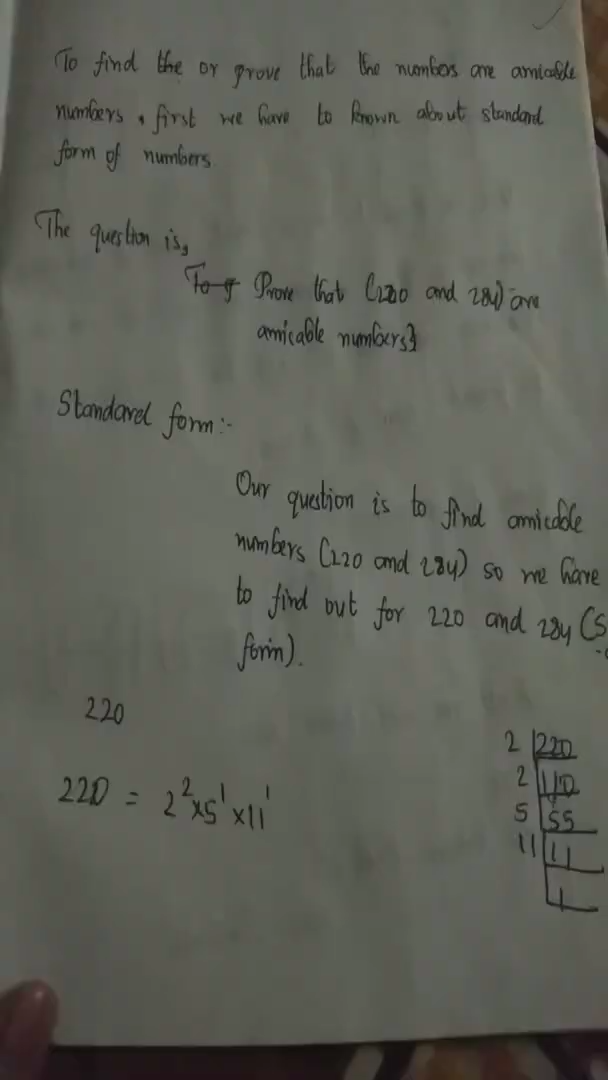 To find the or prove that the numbers are amicable
numbers, first we have to known about standard
form of numbers
The question is,
Prove that (220 and 284) are
amicable numbers}
Standard form:-
Our question is to find amicable
numbers (220 and 284) so we have
to find out for 220 and 284 (S
form).
220
220 = 2² × 5¹ × 11¹
2 | 220
2 | 110
5 | 55
11 | 11
1